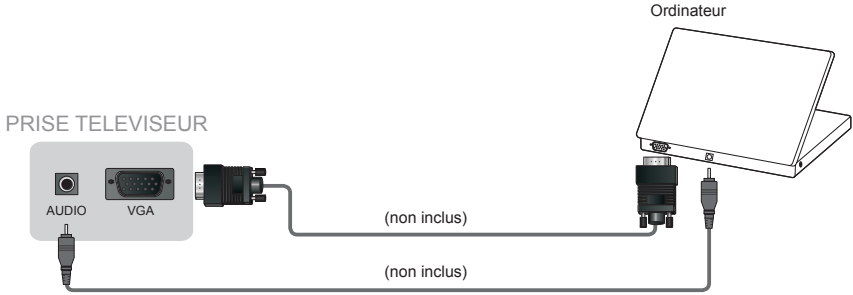 Ordinateur
PRISE TELEVISEUR
AUDIO
VGA
(non inclus)
(non inclus)